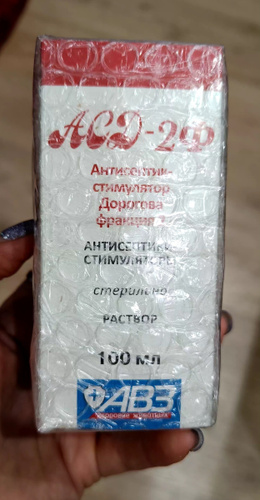 АСД-2Ф
Антисептик-
стимулятор
Дорогова
фракция
АНТИСЕПТИКИ
СТИМУЛЯТОРЫ
стерильно
РАСТВОР
100 мл
АВЗ
здоровье животных